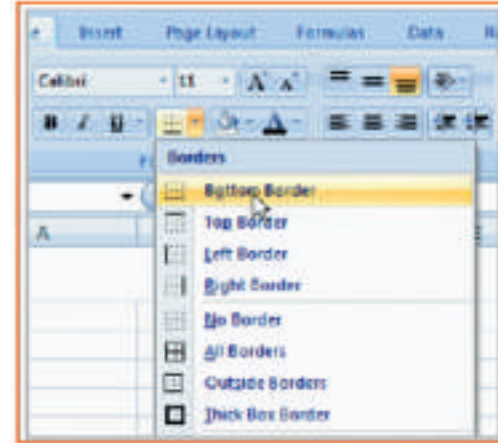 Insert Page Layout Formulas Data
Calibri 11 A A
B I U A
Borders
Bottom Border
A
Top Border
Left Border
Right Border
No Border
All Borders
Outside Borders
Thick Box Border